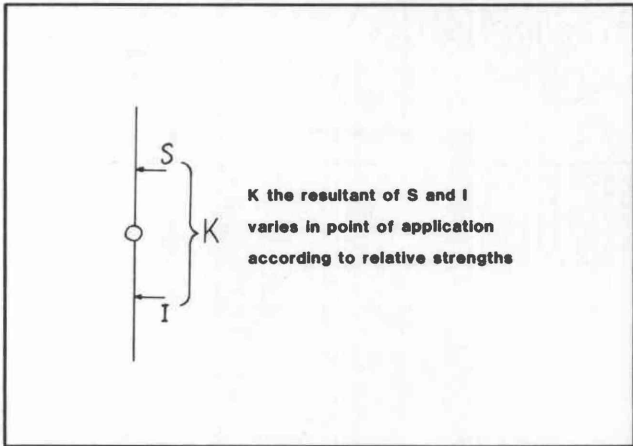 S
K the resultant of S and I
K varies in point of application
according to relative strengths
I